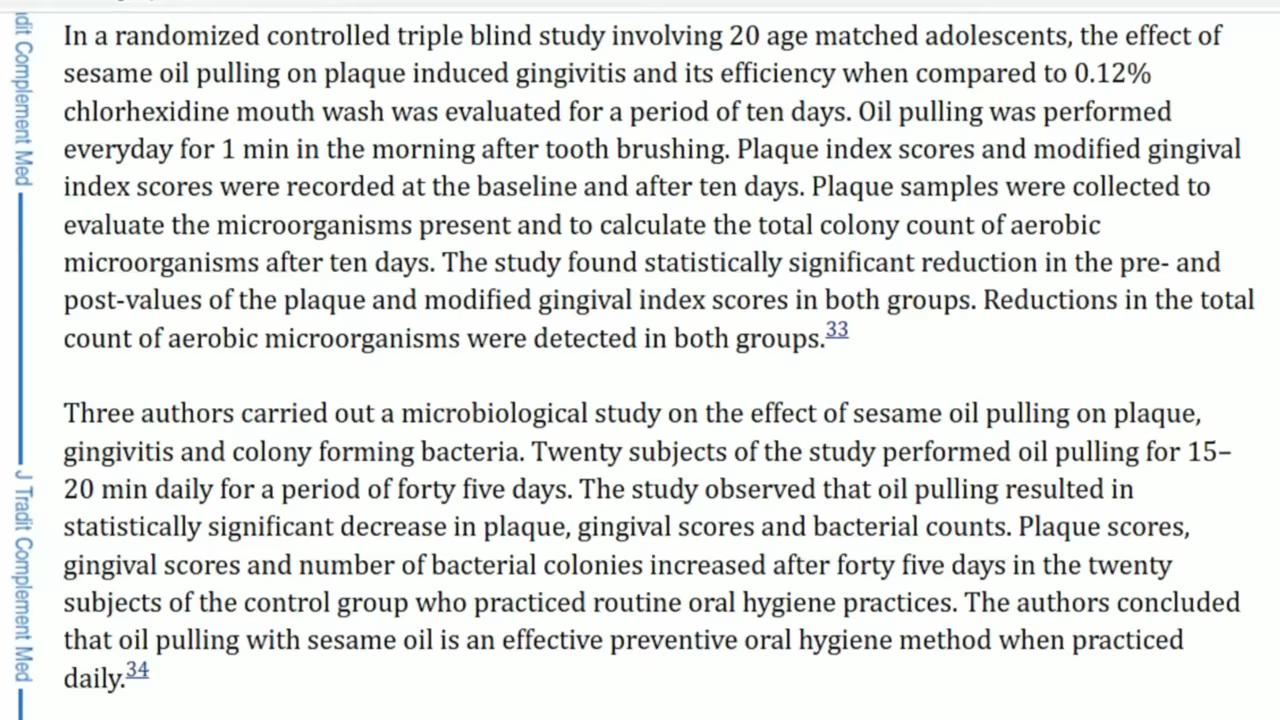 In a randomized controlled triple blind study involving 20 age matched adolescents, the effect of
sesame oil pulling on plaque induced gingivitis and its efficiency when compared to 0.12%
chlorhexidine mouth wash was evaluated for a period of ten days. Oil pulling was performed
everyday for 1 min in the morning after tooth brushing. Plaque index scores and modified gingival
index scores were recorded at the baseline and after ten days. Plaque samples were collected to
evaluate the microorganisms present and to calculate the total colony count of aerobic
microorganisms after ten days. The study found statistically significant reduction in the pre- and
post-values of the plaque and modified gingival index scores in both groups. Reductions in the total
count of aerobic microorganisms were detected in both groups.33
Three authors carried out a microbiological study on the effect of sesame oil pulling on plaque,
gingivitis and colony forming bacteria. Twenty subjects of the study performed oil pulling for 15–
20 min daily for a period of forty five days. The study observed that oil pulling resulted in
statistically significant decrease in plaque, gingival scores and bacterial counts. Plaque scores,
gingival scores and number of bacterial colonies increased after forty five days in the twenty
subjects of the control group who practiced routine oral hygiene practices. The authors concluded
that oil pulling with sesame oil is an effective preventive oral hygiene method when practiced
daily.34
dit Complement Med
J Tradit Complement Med